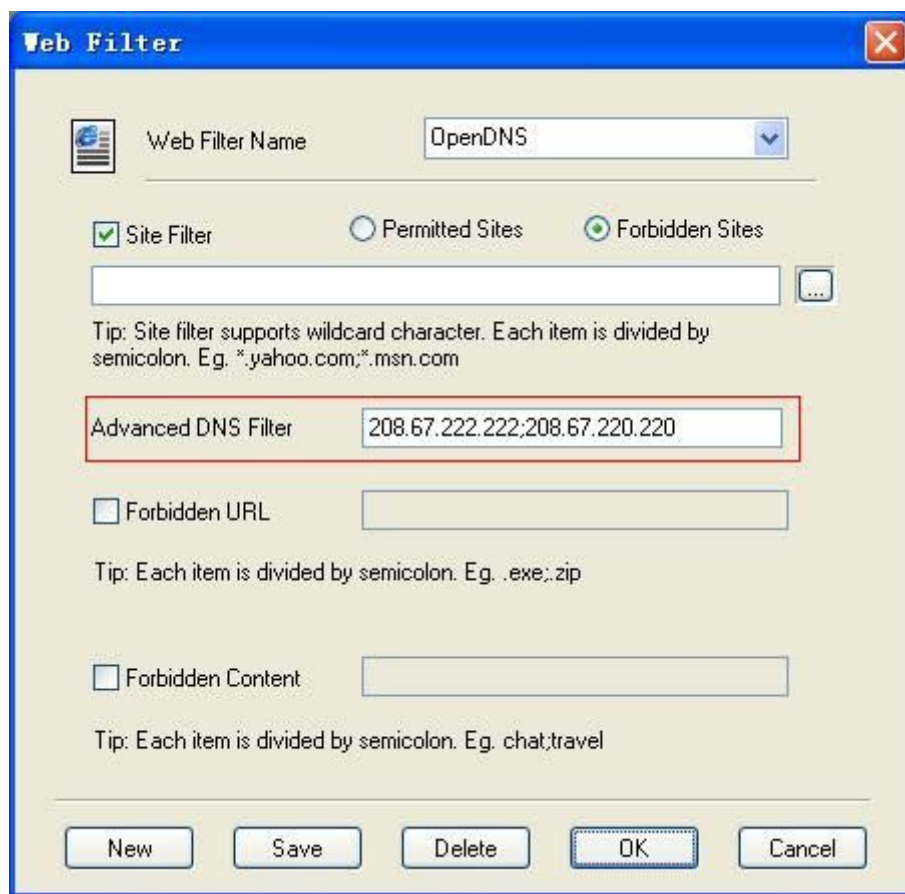 Web Filter
Web Filter Name
OpenDNS
Site Filter
Permitted Sites
Forbidden Sites
...
Tip: Site filter supports wildcard character. Each item is divided by
semicolon. Eg. *.yahoo.com;*.msn.com
Advanced DNS Filter
208.67.222.222;208.67.220.220
Forbidden URL
Tip: Each item is divided by semicolon. Eg. .exe;.zip
Forbidden Content
Tip: Each item is divided by semicolon. Eg. chat;travel
New
Save
Delete
OK
Cancel